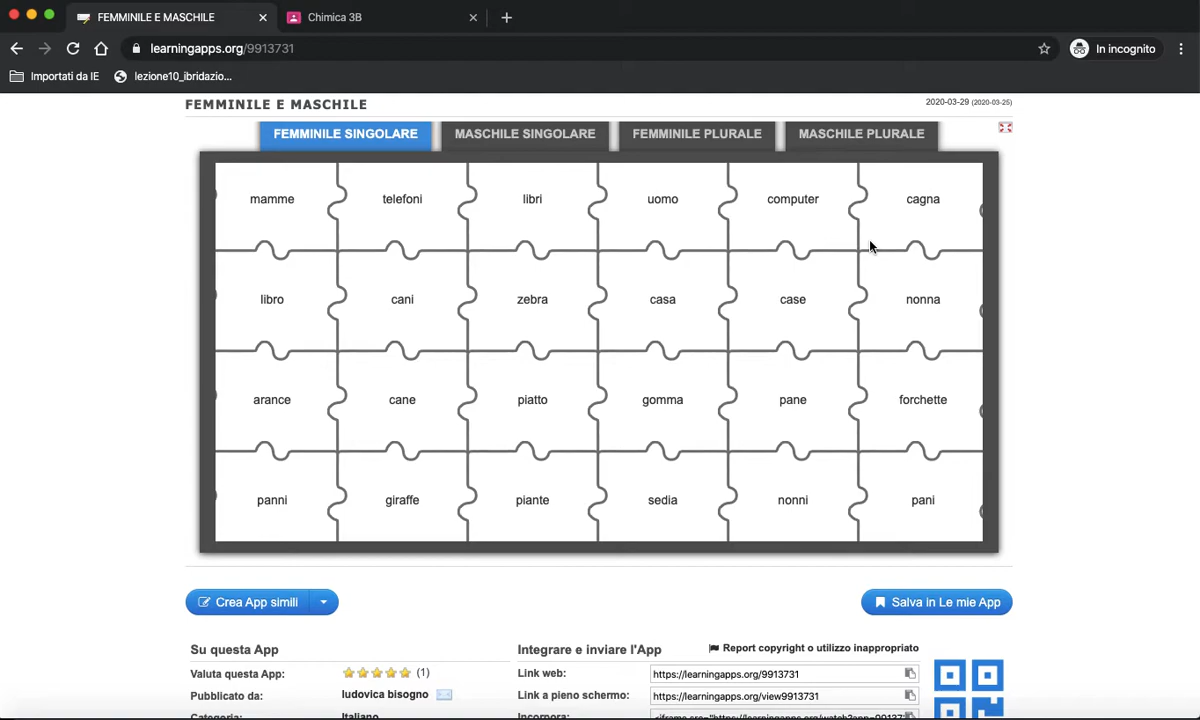 FEMMINILE E MASCHILE
Chimica 3B
learningapps.org/9913731
In incognito
Importati da IE
lezione10_ibridazio...
FEMMINILE E MASCHILE
2020-03-29 (2020-03-25)
FEMMINILE SINGOLARE MASCHILE SINGOLARE FEMMINILE PLURALE MASCHILE PLURALE
mamme telefoni libri uomo computer cagna
libro cani zebra casa case nonna
arance cane piatto gomma pane forchette
panni giraffe piante sedia nonni pani
Crea App simili
Salva in Le mie App
Su questa App
Valuta questa App: (1)
Pubblicato da: ludovica bisogno
Categoria: Italiano
Integrare e inviare l'App
Report copyright o utilizzo inappropriato
Link web: https://learningapps.org/9913731
Link a pieno schermo: https://learningapps.org/view9913731
Incorpora: